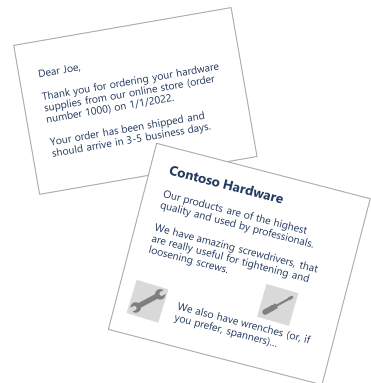 Dear Joe,
Thank you for ordering your hardware
supplies from our online store (order
number 1000) on 1/1/2022.
Your order has been shipped and
should arrive in 3-5 business days.
Contoso Hardware
Our products are of the highest
quality and used by professionals.
We have amazing screwdrivers, that
are really useful for tightening and
loosening screws.
We also have wrenches (or, if
you prefer, spanners)...